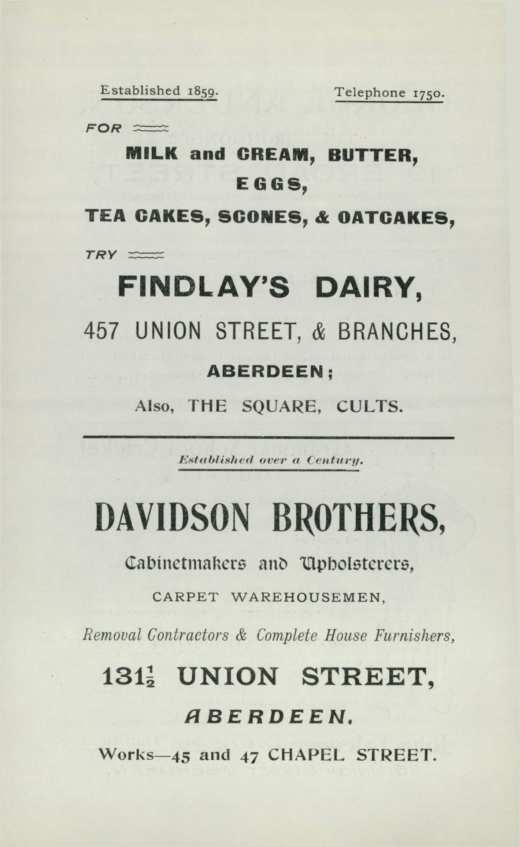 Established 1859. Telephone 1750.
FOR
MILK and CREAM, BUTTER,
EGGS,
TEA CAKES, SCONES, & OATCAKES,
TRY
FINDLAY'S DAIRY,
457 UNION STREET, & BRANCHES,
ABERDEEN;
Also, THE SQUARE, CULTS.
Established over a Century.
DAVIDSON BROTHERS,
Cabinetmakers and Upholsterers,
CARPET WAREHOUSEMEN,
Removal Contractors & Complete House Furnishers,
131½ UNION STREET,
ABERDEEN.
Works—45 and 47 CHAPEL STREET.